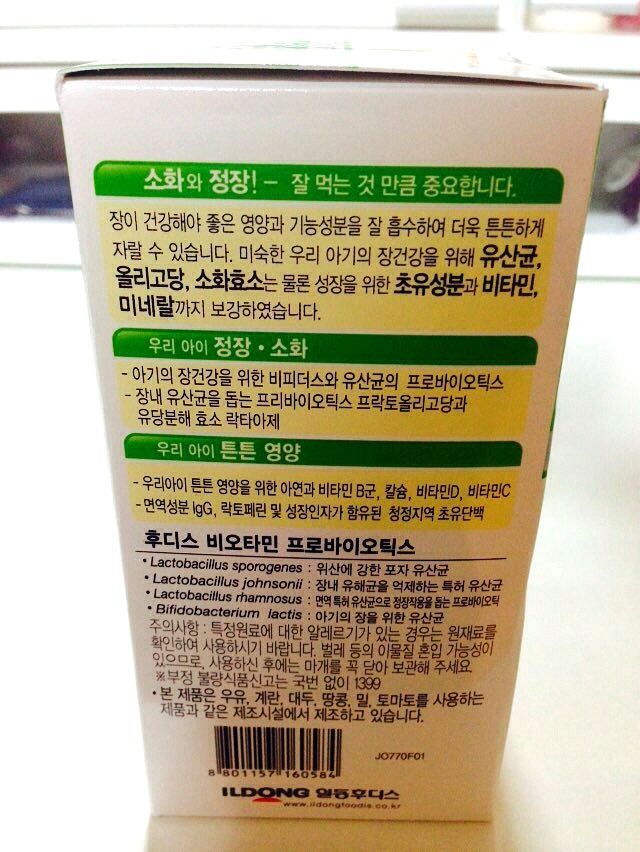 소화와 정장! - 잘 먹는 것 만큼 중요합니다.
장이 건강해야 좋은 영양과 기능성분을 잘 흡수하여 더욱 튼튼하게
자랄 수 있습니다. 미숙한 우리 아기의 장건강을 위해 유산균,
올리고당, 소화효소는 물론 성장을 위한 초유성분과 비타민,
미네랄까지 보강하였습니다.
우리 아이 정장 · 소화
- 아기의 장건강을 위한 비피더스와 유산균의 프로바이오틱스
- 장내 유산균을 돕는 프리바이오틱스 프락토올리고당과
유당분해 효소 락타아제
우리 아이 튼튼 영양
- 우리아이 튼튼 영양을 위한 아연과 비타민 B군, 칼슘, 비타민D, 비타민C
- 면역성분 IgG, 락토페린 및 성장인자가 함유된 청정지역 초유단백
후디스 비오타민 프로바이오틱스
• Lactobacillus sporogenes : 위산에 강한 포자 유산균
• Lactobacillus johnsonii : 장내 유해균을 억제하는 특허 유산균
• Lactobacillus rhamnosus : 면역 특허 유산균으로 정장작용을 돕는 프로바이오틱
• Bifidobacterium lactis : 아기의 장을 위한 유산균
주의사항 : 특정원료에 대한 알레르기가 있는 경우는 원재료를
확인하여 사용하시기 바랍니다. 벌레 등의 이물질 혼입 가능성이
있으므로, 사용하신 후에는 마개를 꼭 닫아 보관해 주세요.
※부정 불량식품신고는 국번 없이 1399
• 본 제품은 우유, 계란, 대두, 땅콩, 밀, 토마토를 사용하는
제품과 같은 제조시설에서 제조하고 있습니다.
JO770F01
8 801157 160584
ILDONG 일동후디스
www.ildongfoodis.co.kr